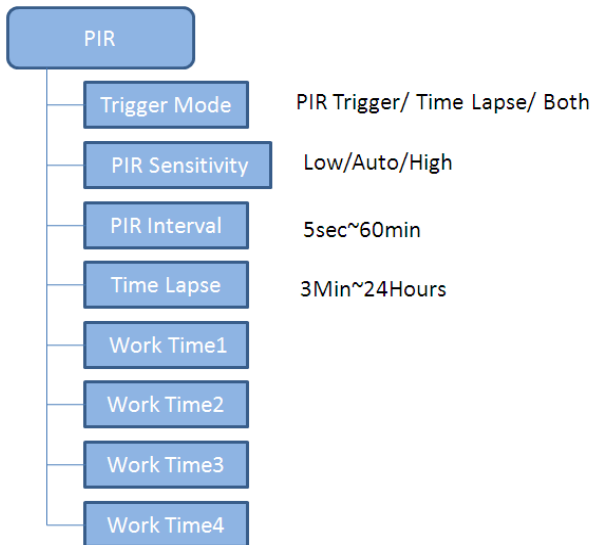 PIR
Trigger Mode PIR Trigger/ Time Lapse/ Both
PIR Sensitivity Low/Auto/High
PIR Interval 5sec~60min
Time Lapse 3Min~24Hours
Work Time1
Work Time2
Work Time3
Work Time4